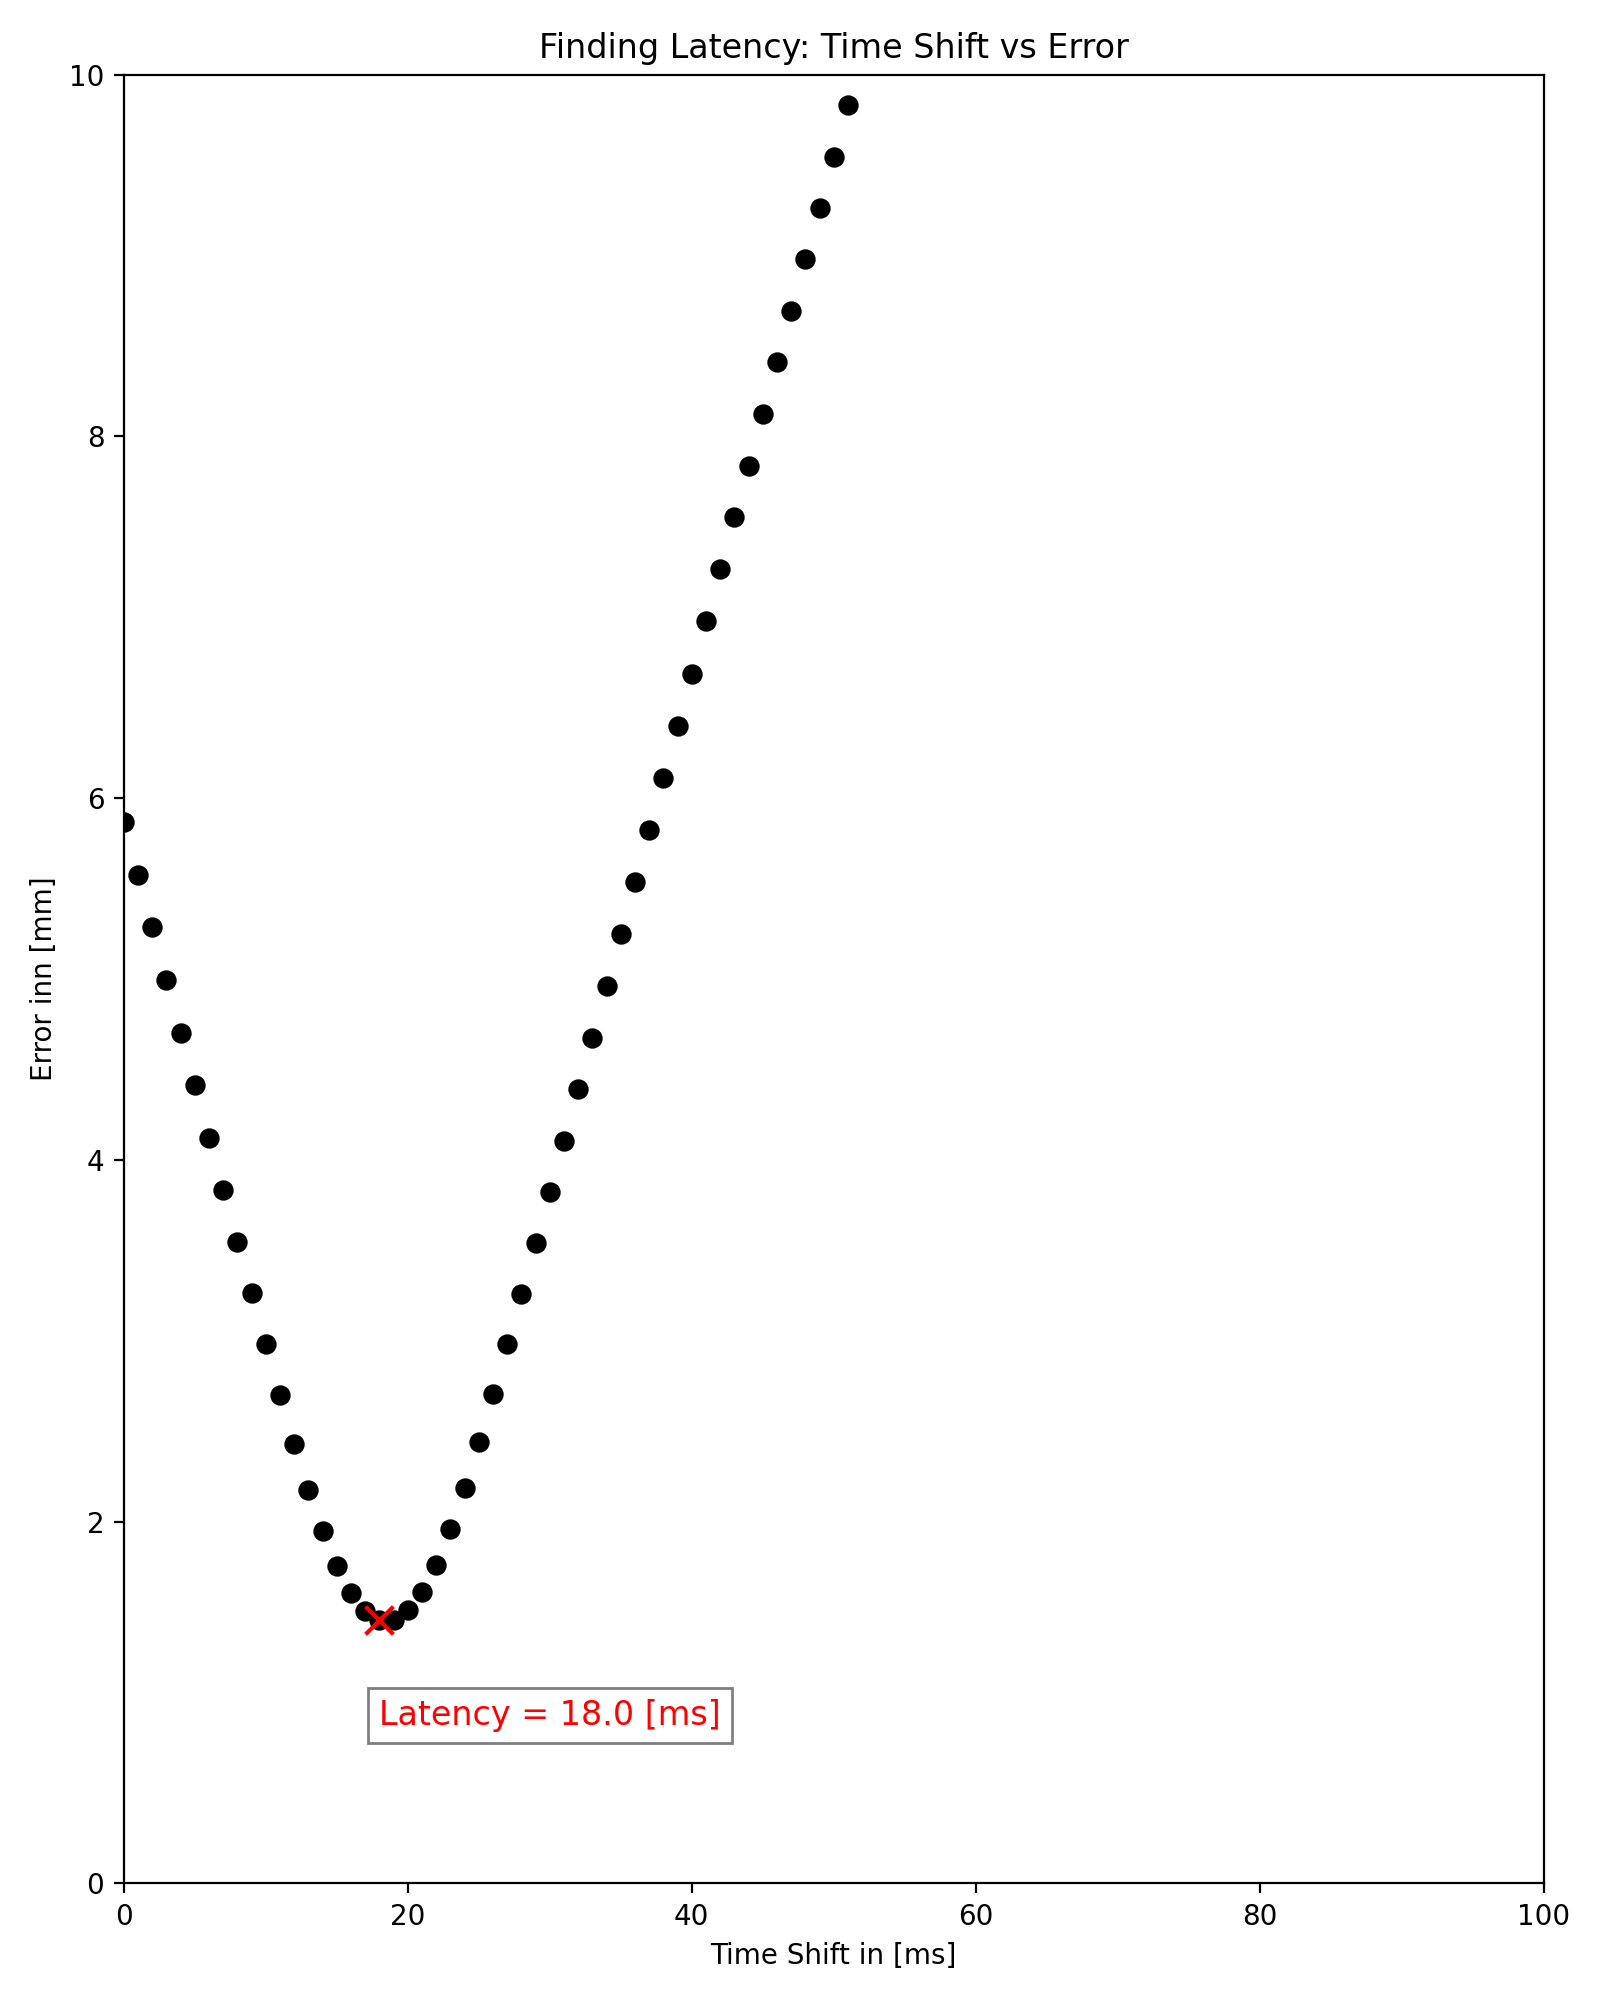 Finding Latency: Time Shift vs Error
10
8
6
4
2
0
Error inn [mm]
Latency = 18.0 [ms]
0 20 40 60 80 100
Time Shift in [ms]